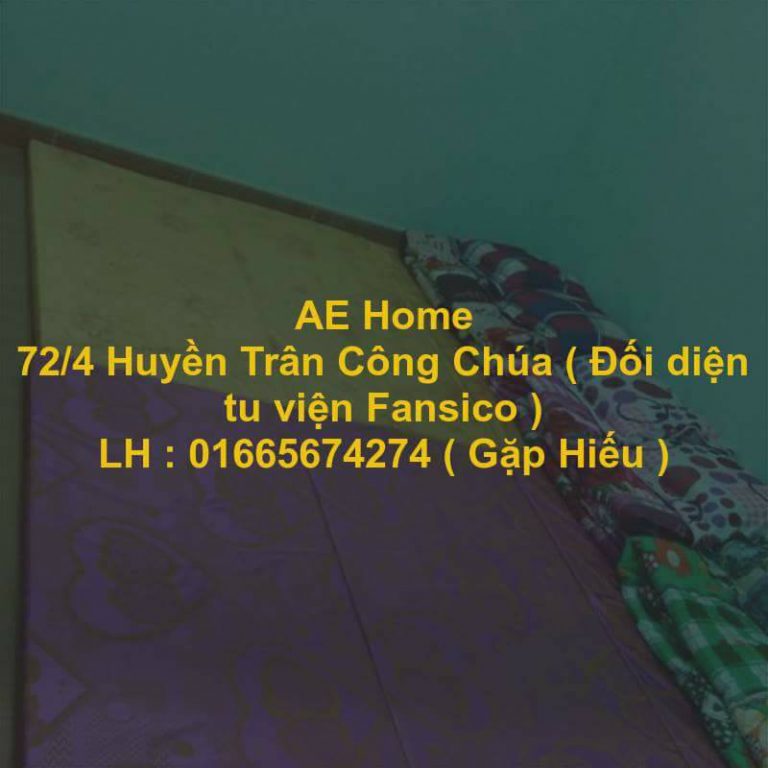 AE Home
72/4 Huyền Trân Công Chúa ( Đối diện
tu viện Fansico )
LH : 01665674274 ( Gặp Hiếu )